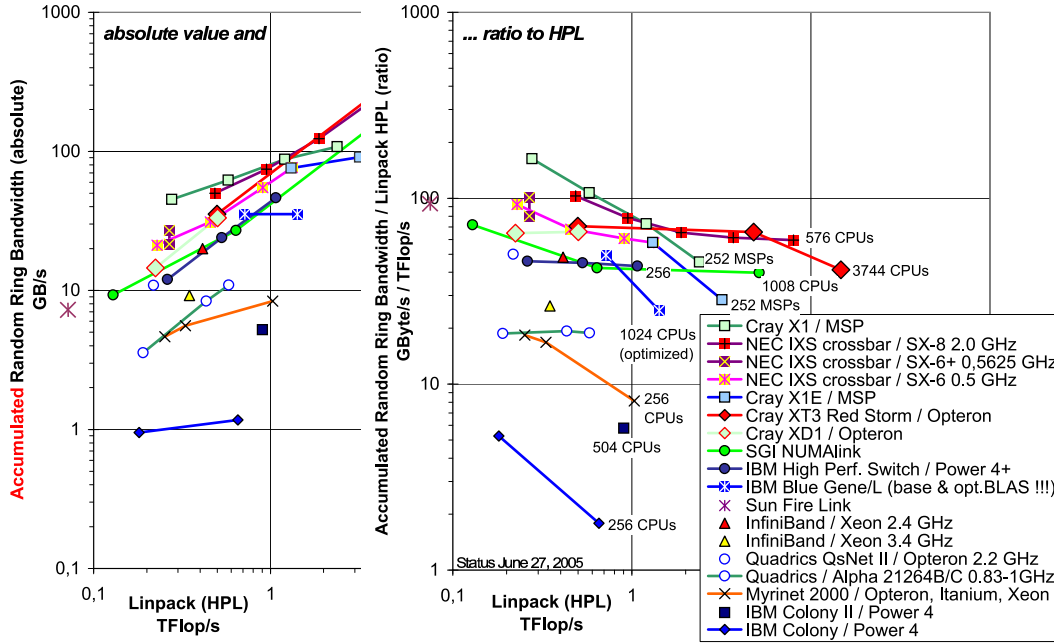 absolute value and
1000
100
10
1
0,1
Accumulated Random Ring Bandwidth (absolute)
GB/s
0,1
1
Linpack (HPL)
TFlop/s
... ratio to HPL
1000
100
10
1
Accumulated Random Ring Bandwidth / Linpack HPL (ratio)
GByte/s / TFlop/s
0,1
1
Linpack (HPL)
TFlop/s
576 CPUs
252 MSPs
3744 CPUs
256
1008 CPUs
252 MSPs
1024 CPUs
(optimized)
256
CPUs
504 CPUs
256 CPUs
Status June 27, 2005
Cray X1 / MSP
NEC IXS crossbar / SX-8 2.0 GHz
NEC IXS crossbar / SX-6+ 0,5625 GHz
NEC IXS crossbar / SX-6 0.5 GHz
Cray X1E / MSP
Cray XT3 Red Storm / Opteron
Cray XD1 / Opteron
SGI NUMAlink
IBM High Perf. Switch / Power 4+
IBM Blue Gene/L (base & opt.BLAS !!!)
Sun Fire Link
InfiniBand / Xeon 2.4 GHz
InfiniBand / Xeon 3.4 GHz
Quadrics QsNet II / Opteron 2.2 GHz
Quadrics / Alpha 21264B/C 0.83-1GHz
Myrinet 2000 / Opteron, Itanium, Xeon
IBM Colony II / Power 4
IBM Colony / Power 4